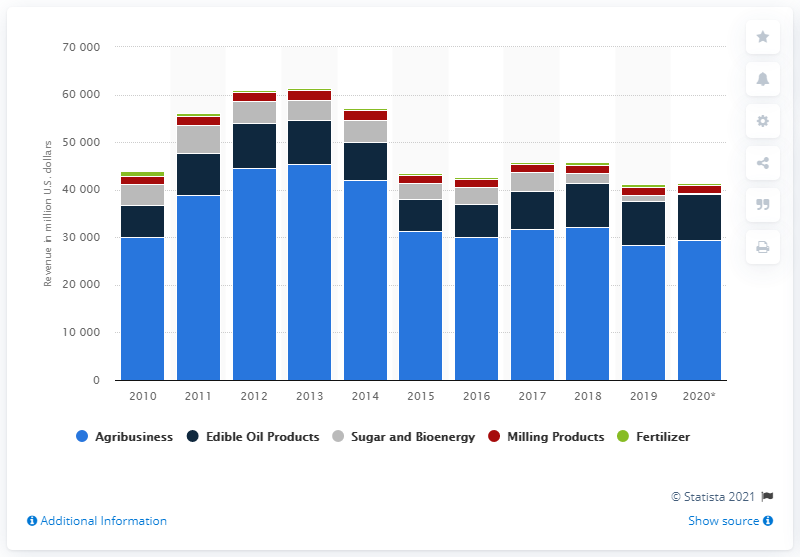 70 000
60 000
50 000
40 000
30 000
20 000
10 000
0
Revenue in million U.S. dollars
2010 2011 2012 2013 2014 2015 2016 2017 2018 2019 2020*
Agribusiness Edible Oil Products Sugar and Bioenergy Milling Products Fertilizer
© Statista 2021
Additional Information Show source